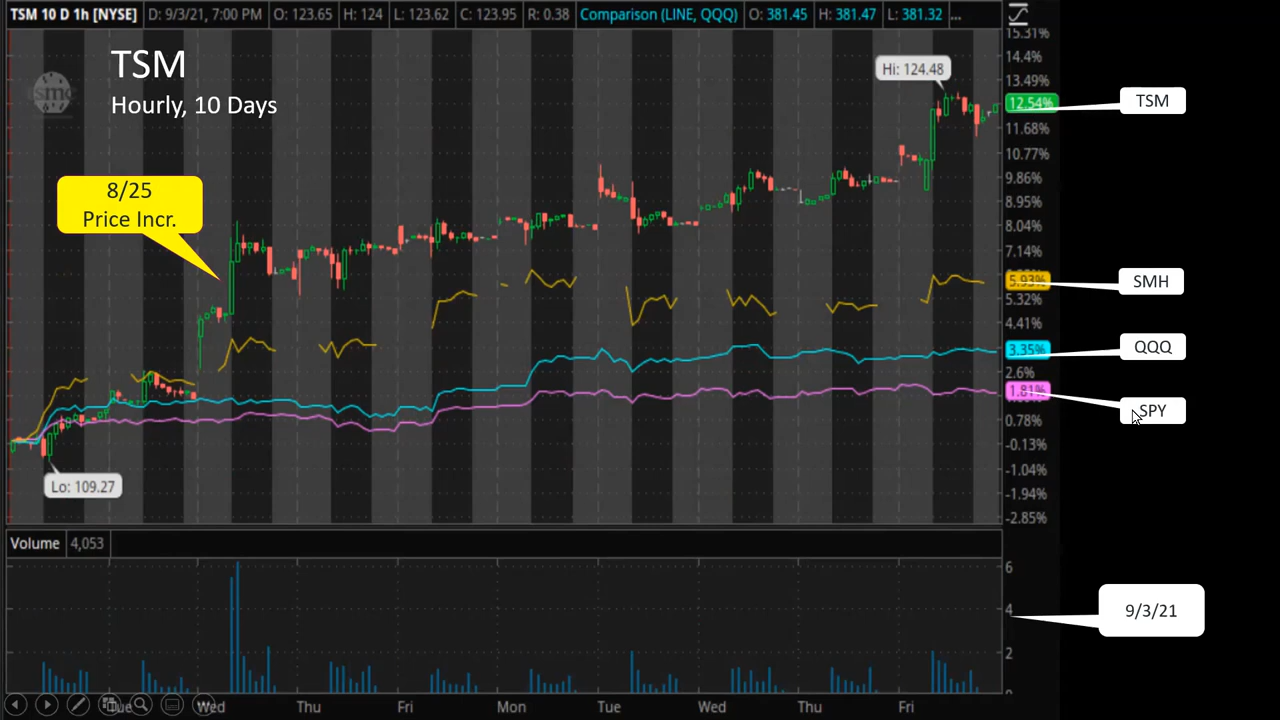 TSM 10 D 1h [NYSE] D: 9/3/21, 7:00 PM O: 123.65 H: 124 L: 123.62 C: 123.95 R: 0.38 Comparison (LINE, QQQ) O: 381.45 H: 381.47 L: 381.32 ...
TSM
Hourly, 10 Days
smc
8/25
Price Incr.
Hi: 124.48
Lo: 109.27
15.31%
14.4%
13.49%
12.54%
11.68%
10.77%
9.86%
8.95%
8.04%
7.14%
5.93%
5.32%
4.41%
3.35%
2.6%
1.81%
0.78%
-0.13%
-1.04%
-1.94%
-2.85%
TSM
SMH
QQQ
SPY
Volume 4,053
6
4
2
0
9/3/21
Tue Wed Thu Fri Mon Tue Wed Thu Fri